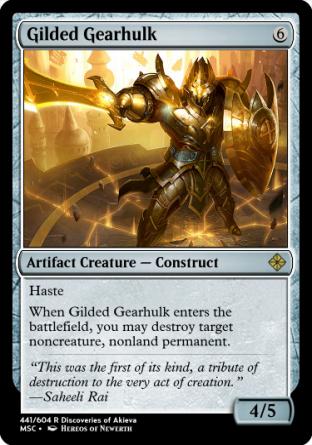 Gilded Gearhulk 6
Artifact Creature — Construct
Haste
When Gilded Gearhulk enters the
battlefield, you may destroy target
noncreature, nonland permanent.
“This was the first of its kind, a tribute of
destruction to the very act of creation.”
—Saheeli Rai
4/5
441/604 R Discoveries of Akieva
MSC • Heroes of Newerth